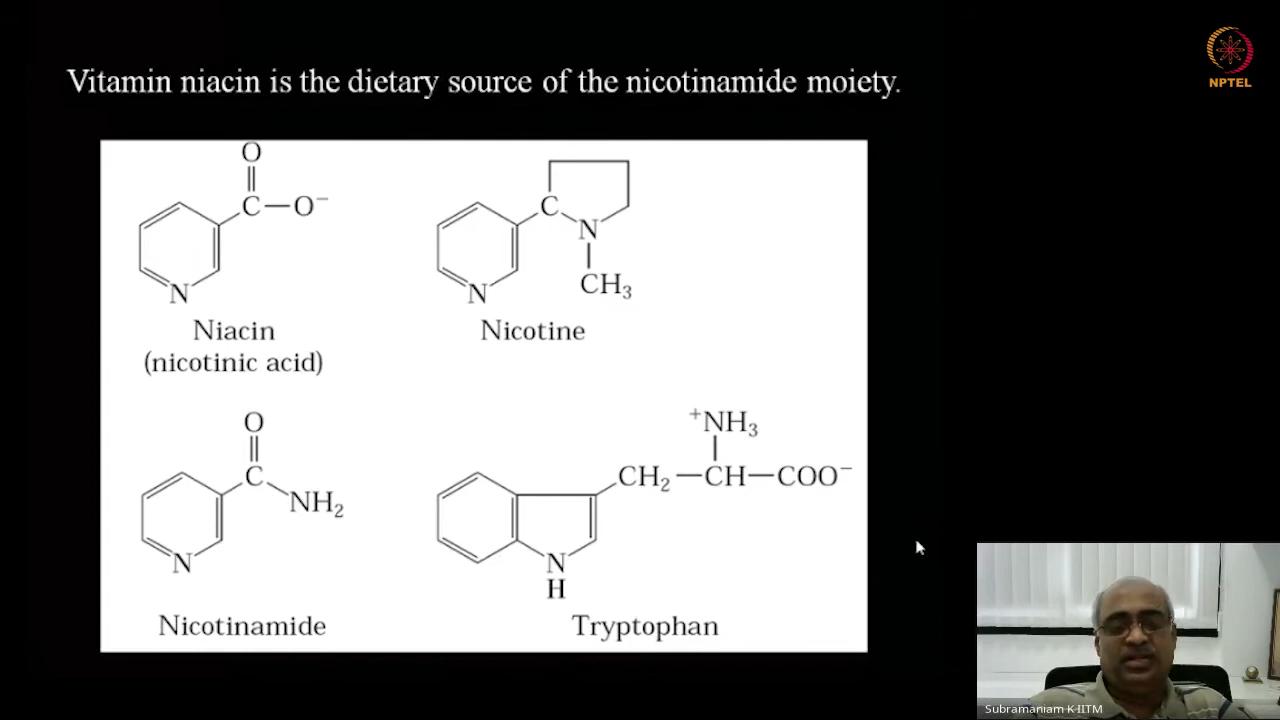 Vitamin niacin is the dietary source of the nicotinamide moiety.
NPTEL
O
C
O⁻
N
Niacin
(nicotinic acid)
C
N
CH₃
N
Nicotine
O
C
NH₂
N
Nicotinamide
⁺NH₃
CH₂—CH—COO⁻
N
H
Tryptophan
Subramaniam K-IITM